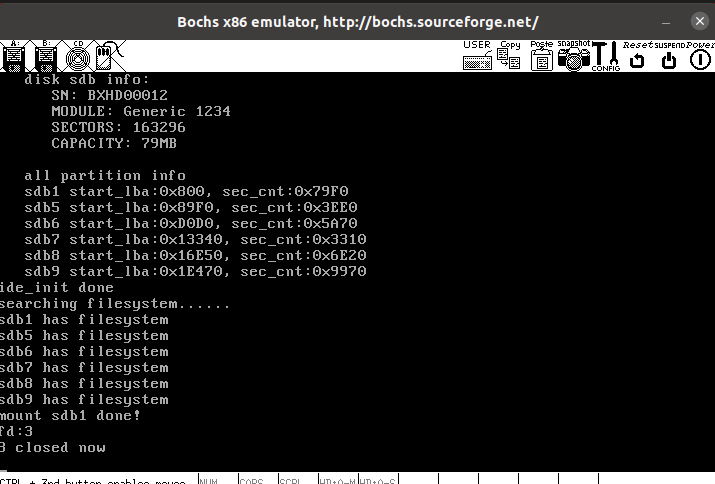 Bochs x86 emulator, http://bochs.sourceforge.net/
A: B: CD USER Copy Paste snapshot CONFIG Reset SUSPEND Power
disk sdb info:
SN: BXHD00012
MODULE: Generic 1234
SECTORS: 163296
CAPACITY: 79MB
all partition info
sdb1 start_lba:0x800, sec_cnt:0x79F0
sdb5 start_lba:0x89F0, sec_cnt:0x3EE0
sdb6 start_lba:0xD0D0, sec_cnt:0x5A70
sdb7 start_lba:0x13340, sec_cnt:0x3310
sdb8 start_lba:0x16E50, sec_cnt:0x6E20
sdb9 start_lba:0x1E470, sec_cnt:0x9970
ide_init done
searching filesystem......
sdb1 has filesystem
sdb5 has filesystem
sdb6 has filesystem
sdb7 has filesystem
sdb8 has filesystem
sdb9 has filesystem
mount sdb1 done!
fd:3
3 closed now
CTRL + 3rd button enables mouse NUM CAPS SCRL HD:0-M HD:0-S